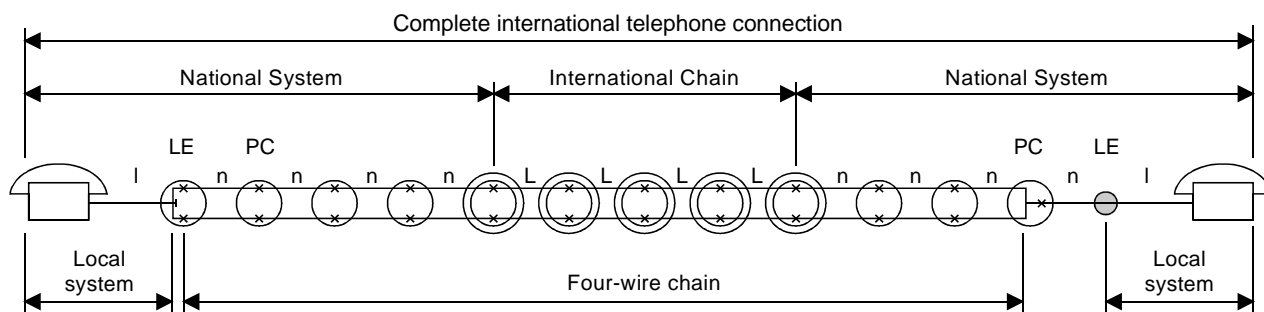 Complete international telephone connection
National System International Chain National System
LE PC PC LE
l n n n n L L L L n n n n l
Local
system
Four-wire chain
Local
system